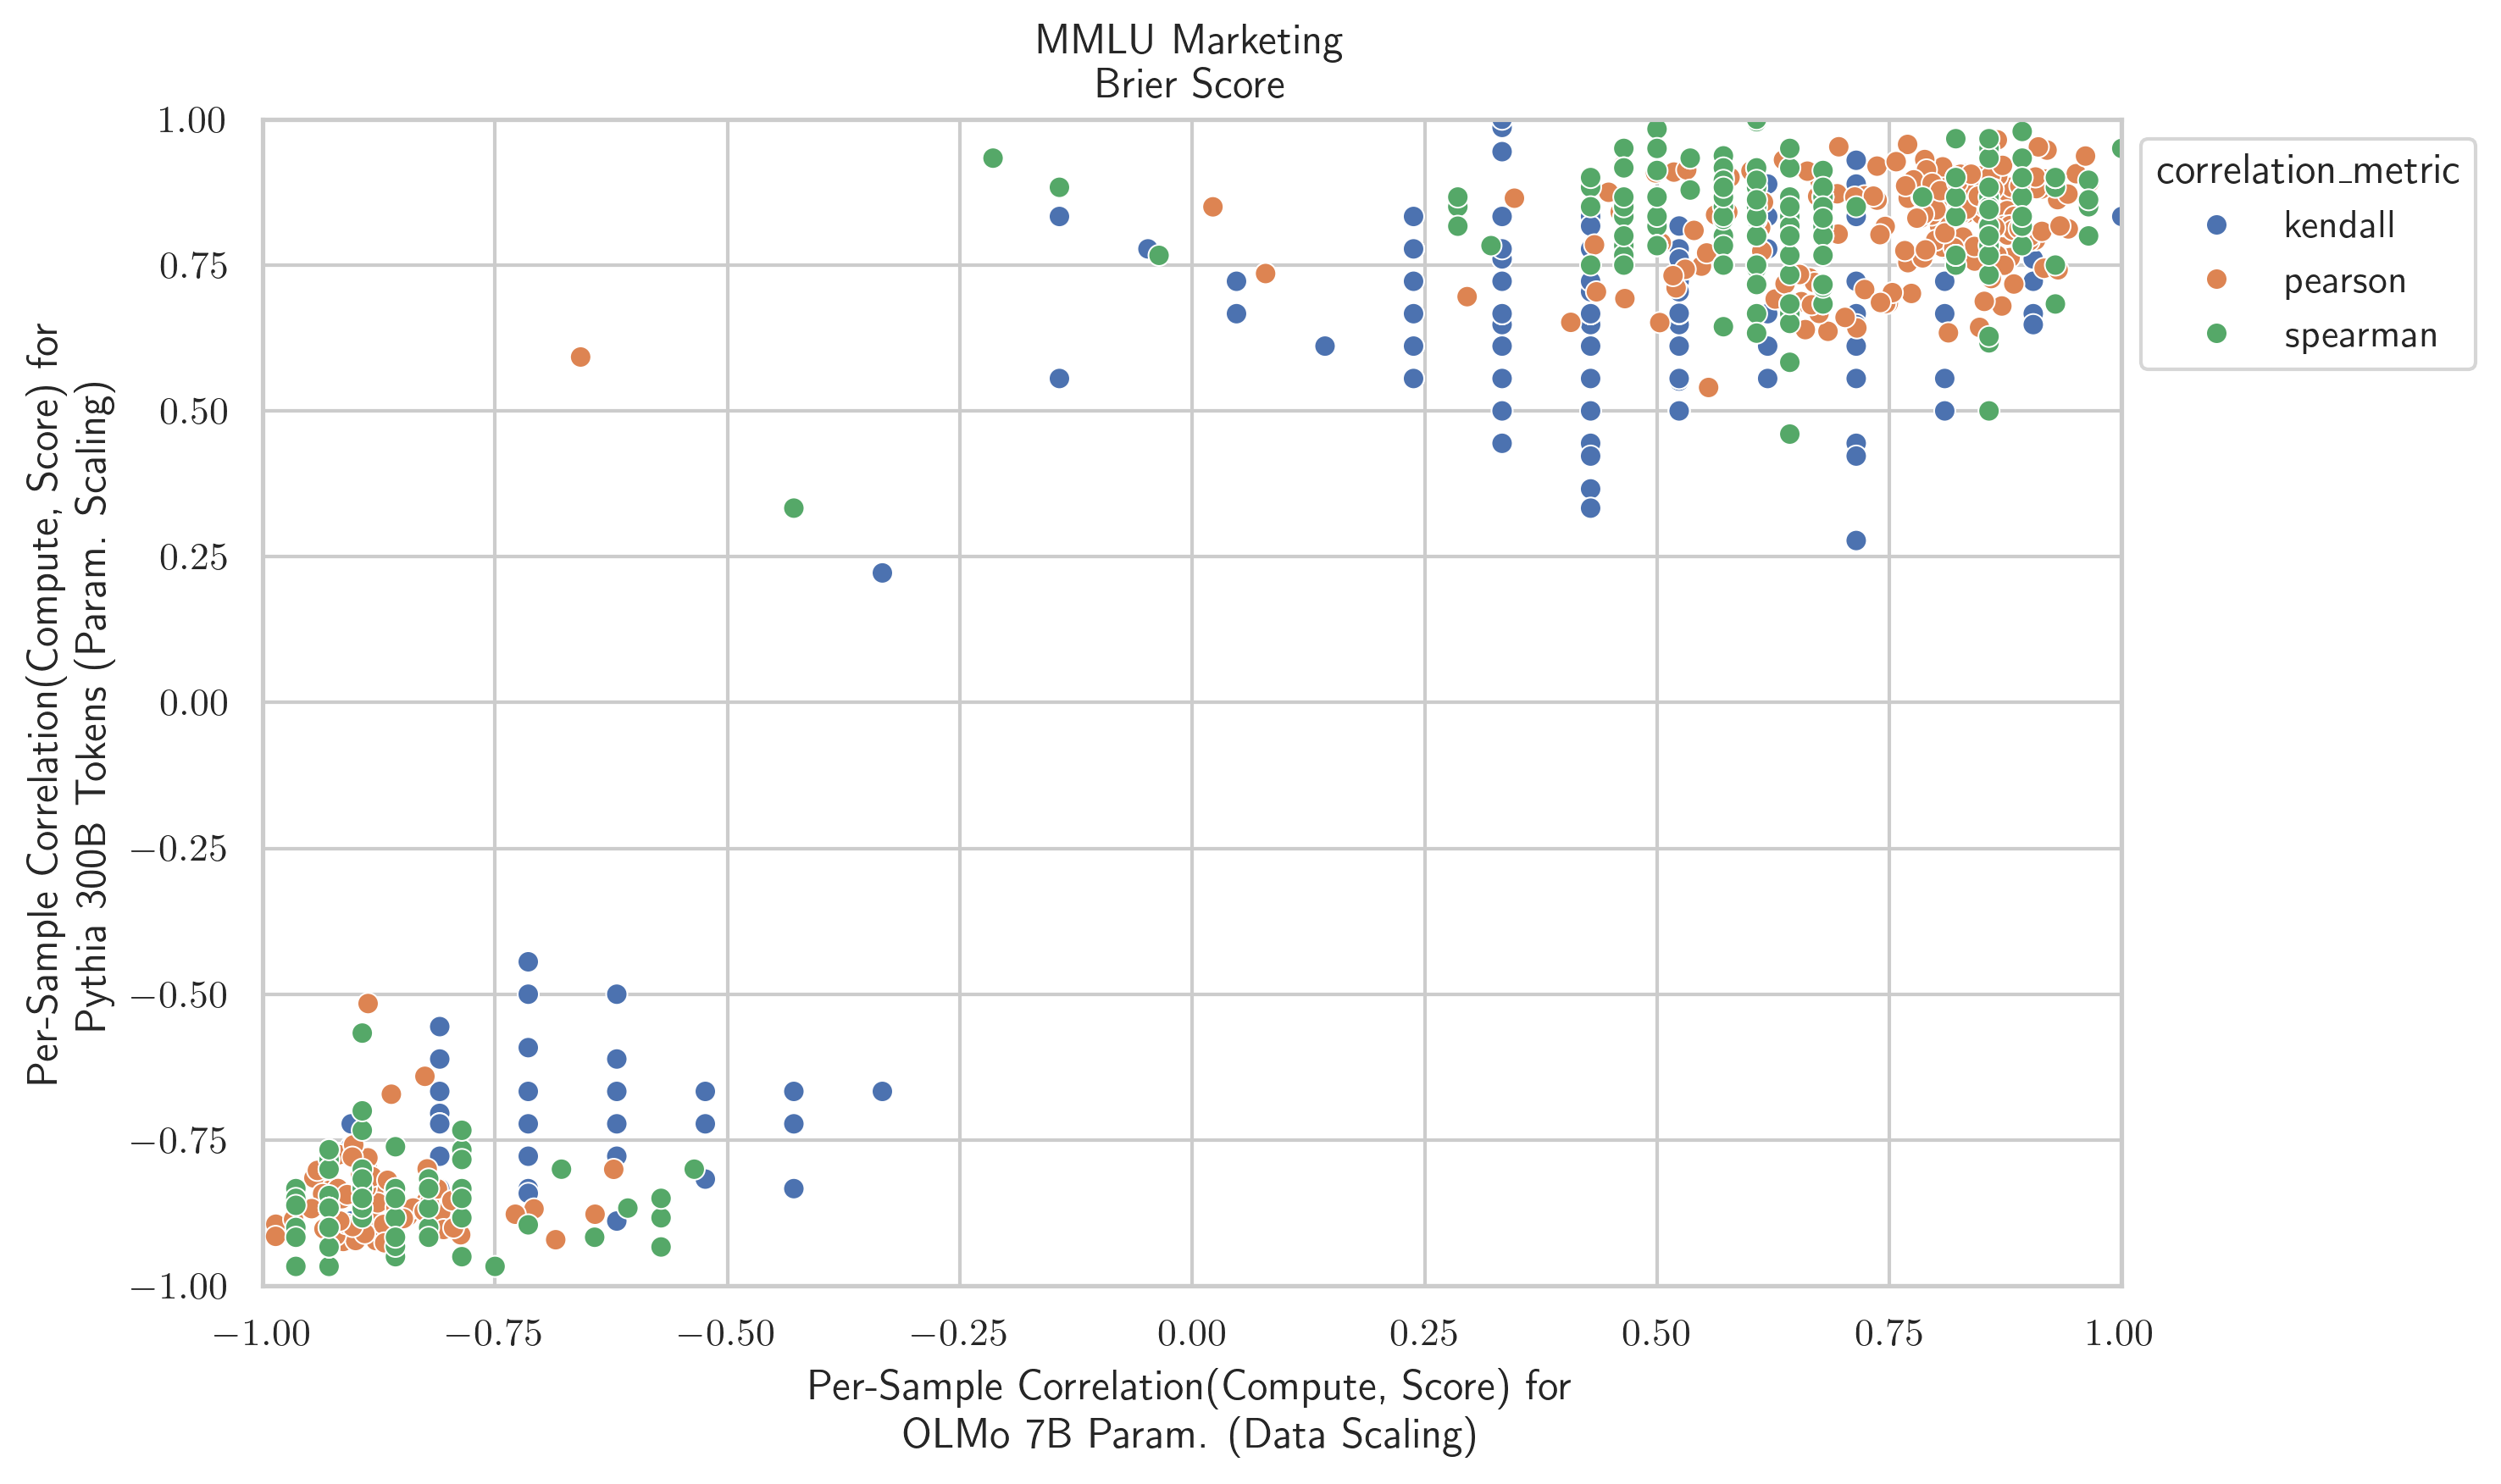 MMLU Marketing
Brier Score
Per-Sample Correlation(Compute, Score) for
Pythia 300B Tokens (Param. Scaling)
1.00
0.75
0.50
0.25
0.00
−0.25
−0.50
−0.75
−1.00
−1.00 −0.75 −0.50 −0.25 0.00 0.25 0.50 0.75 1.00
Per-Sample Correlation(Compute, Score) for
OLMo 7B Param. (Data Scaling)
correlation_metric
kendall
pearson
spearman